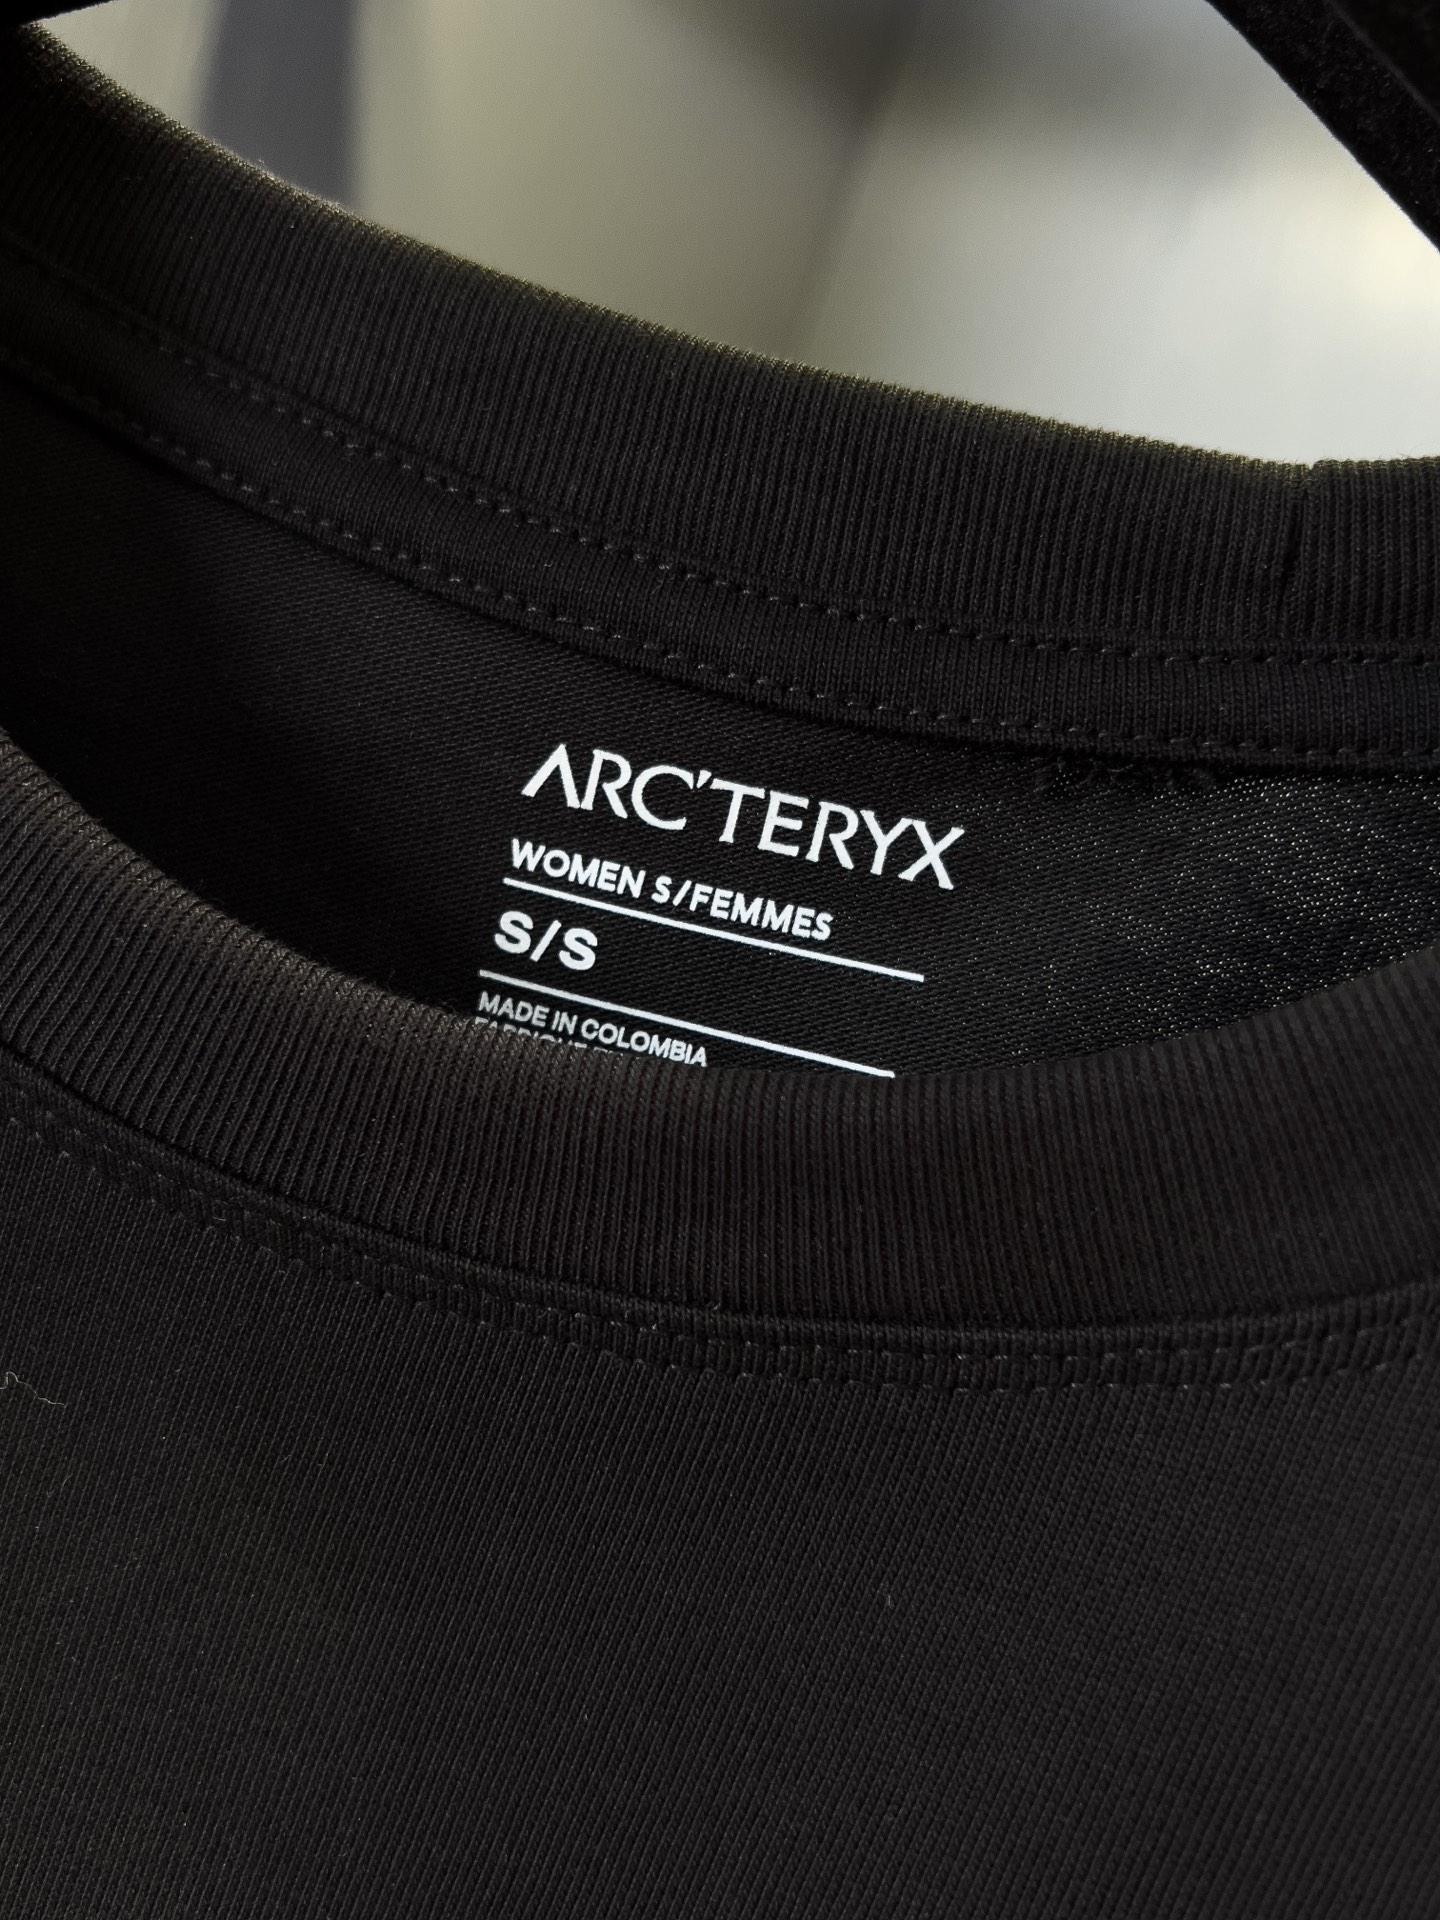 ARC'TERYX
WOMEN S/FEMMES
S/S
MADE IN COLOMBIA